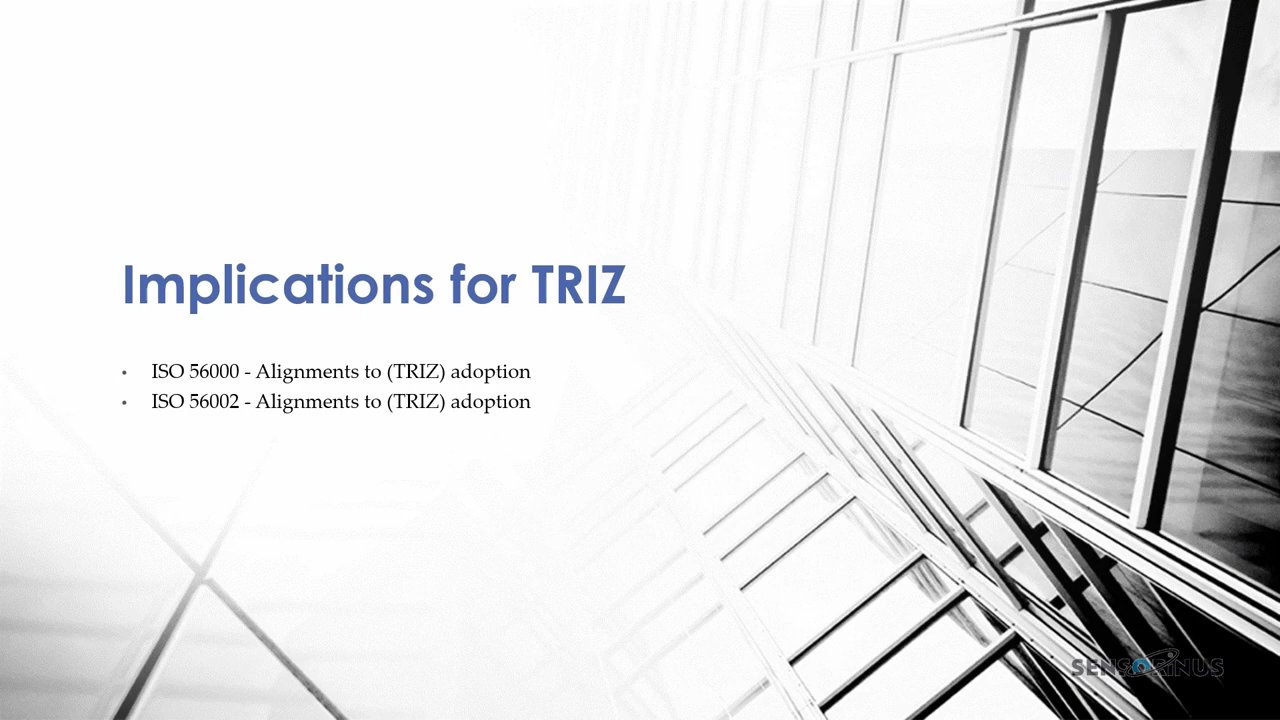 Implications for TRIZ
• ISO 56000 - Alignments to (TRIZ) adoption
• ISO 56002 - Alignments to (TRIZ) adoption
SENSORINUS